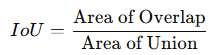 IoU = Area of Overlap / Area of Union